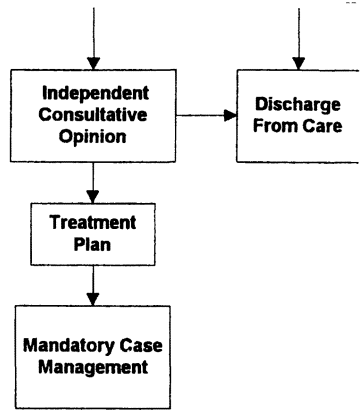 Independent
Consultative
Opinion
Discharge
From Care
Treatment
Plan
Mandatory Case
Management